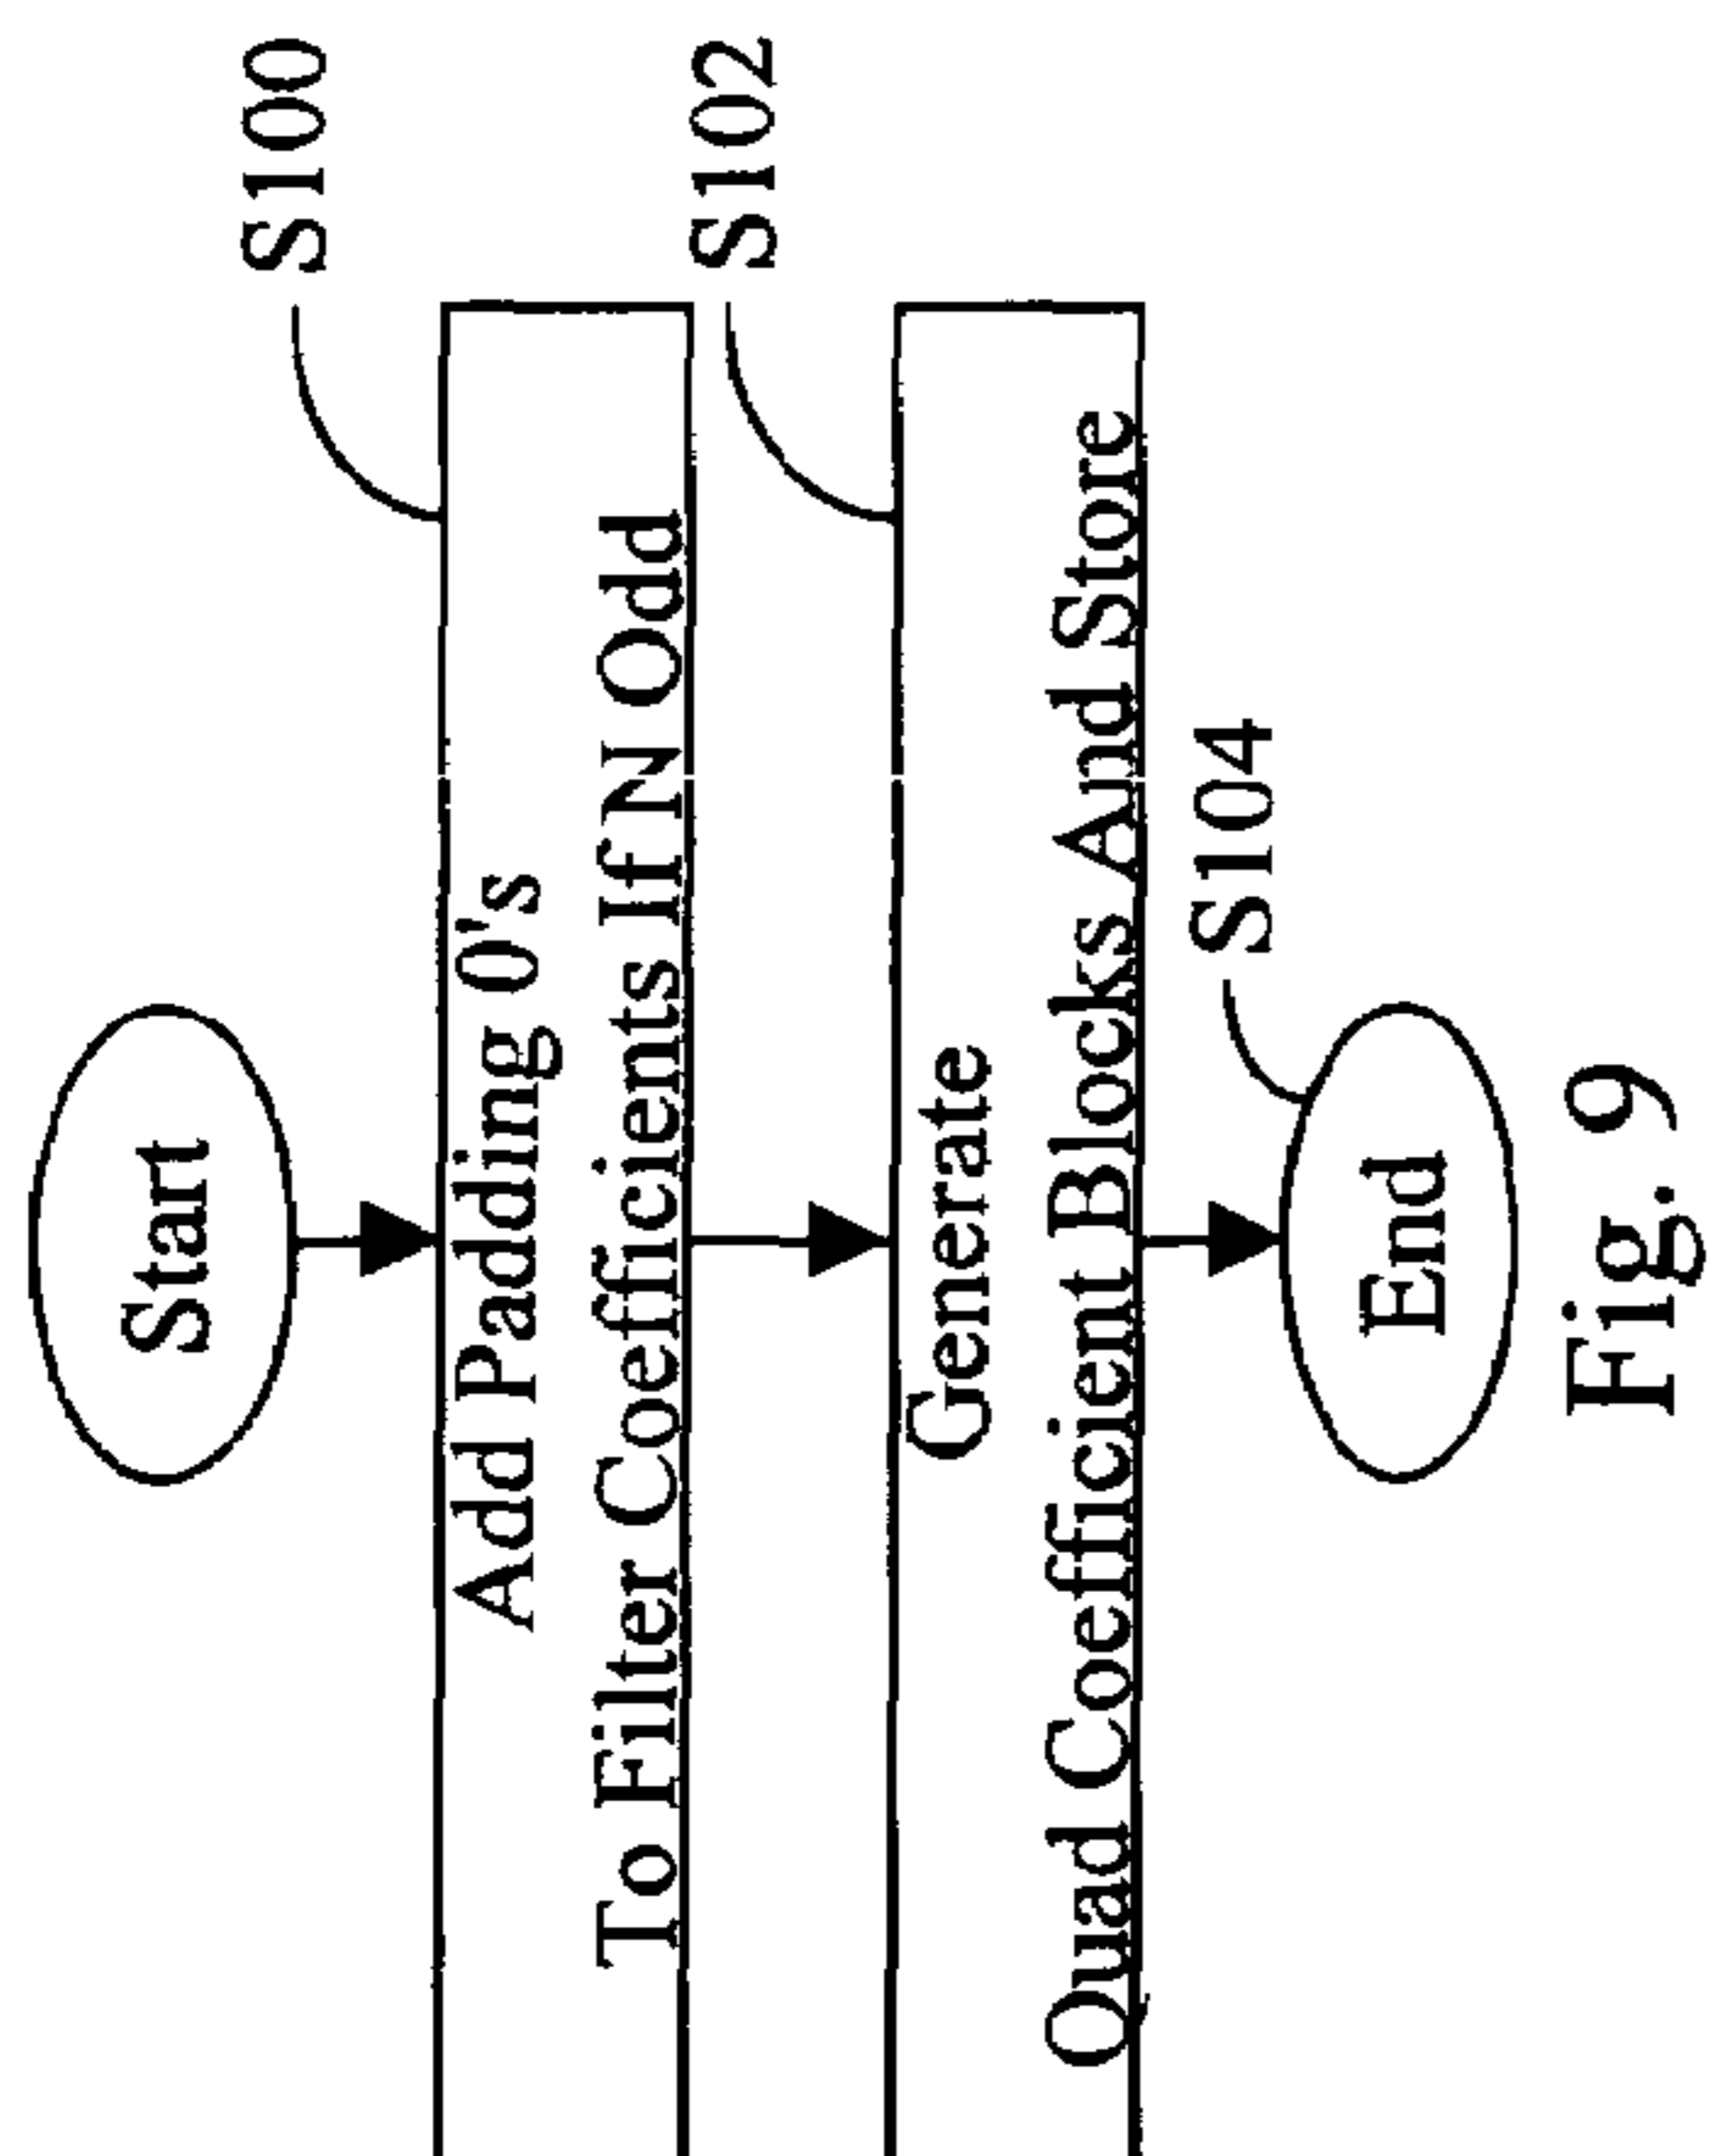 Start
S100
Add Padding 0's
To Filter Coefficients If N Odd
S102
Generate
Quad Coefficient Blocks And Store
S104
End
Fig. 9